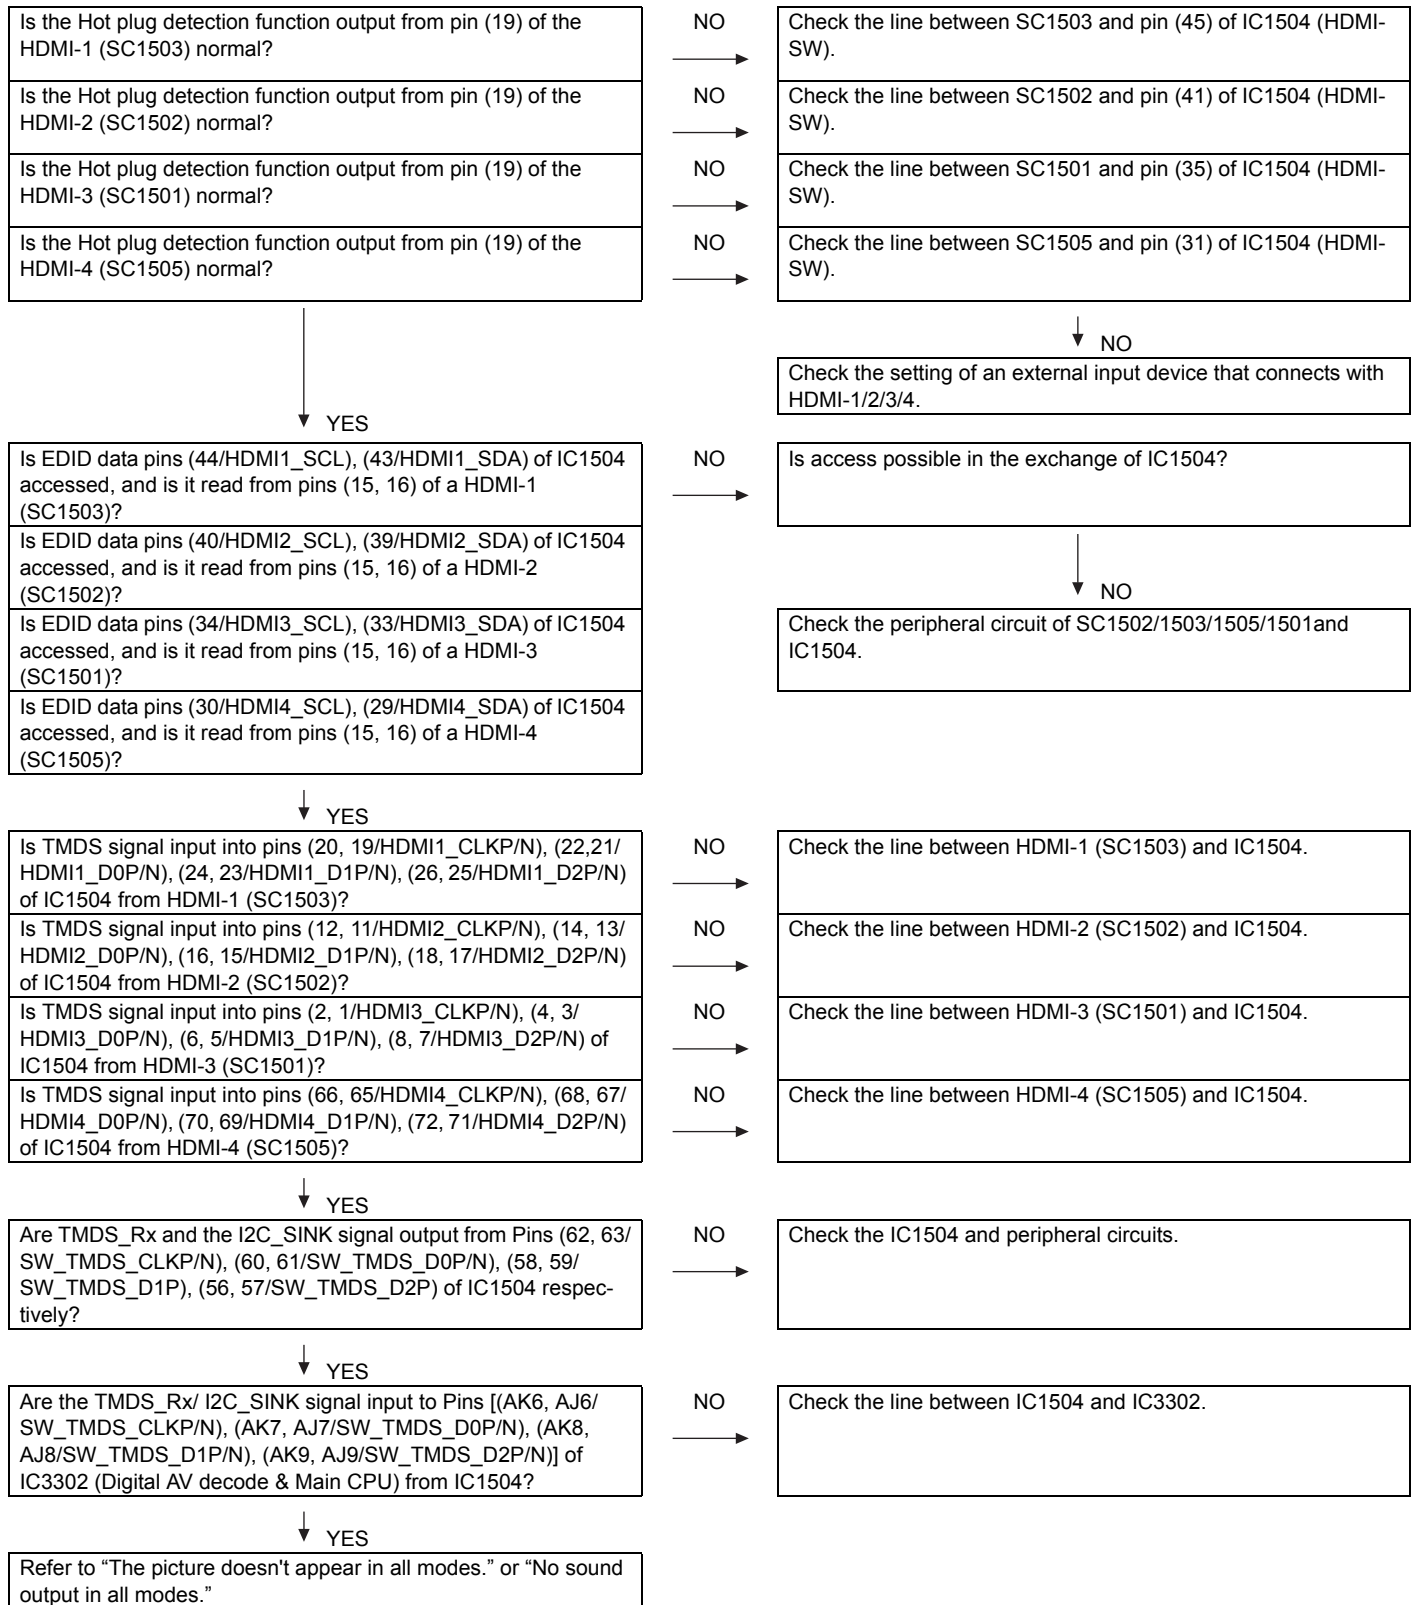 Is the Hot plug detection function output from pin (19) of the
HDMI-1 (SC1503) normal?
NO
Check the line between SC1503 and pin (45) of IC1504 (HDMI-
SW).
Is the Hot plug detection function output from pin (19) of the
HDMI-2 (SC1502) normal?
NO
Check the line between SC1502 and pin (41) of IC1504 (HDMI-
SW).
Is the Hot plug detection function output from pin (19) of the
HDMI-3 (SC1501) normal?
NO
Check the line between SC1501 and pin (35) of IC1504 (HDMI-
SW).
Is the Hot plug detection function output from pin (19) of the
HDMI-4 (SC1505) normal?
NO
Check the line between SC1505 and pin (31) of IC1504 (HDMI-
SW).
NO
Check the setting of an external input device that connects with
HDMI-1/2/3/4.
YES
Is EDID data pins (44/HDMI1_SCL), (43/HDMI1_SDA) of IC1504
accessed, and is it read from pins (15, 16) of a HDMI-1
(SC1503)?
NO
Is access possible in the exchange of IC1504?
Is EDID data pins (40/HDMI2_SCL), (39/HDMI2_SDA) of IC1504
accessed, and is it read from pins (15, 16) of a HDMI-2
(SC1502)?
NO
Is EDID data pins (34/HDMI3_SCL), (33/HDMI3_SDA) of IC1504
accessed, and is it read from pins (15, 16) of a HDMI-3
(SC1501)?
Check the peripheral circuit of SC1502/1503/1505/1501and
IC1504.
Is EDID data pins (30/HDMI4_SCL), (29/HDMI4_SDA) of IC1504
accessed, and is it read from pins (15, 16) of a HDMI-4
(SC1505)?
YES
Is TMDS signal input into pins (20, 19/HDMI1_CLKP/N), (22,21/
HDMI1_D0P/N), (24, 23/HDMI1_D1P/N), (26, 25/HDMI1_D2P/N)
of IC1504 from HDMI-1 (SC1503)?
NO
Check the line between HDMI-1 (SC1503) and IC1504.
Is TMDS signal input into pins (12, 11/HDMI2_CLKP/N), (14, 13/
HDMI2_D0P/N), (16, 15/HDMI2_D1P/N), (18, 17/HDMI2_D2P/N)
of IC1504 from HDMI-2 (SC1502)?
NO
Check the line between HDMI-2 (SC1502) and IC1504.
Is TMDS signal input into pins (2, 1/HDMI3_CLKP/N), (4, 3/
HDMI3_D0P/N), (6, 5/HDMI3_D1P/N), (8, 7/HDMI3_D2P/N) of
IC1504 from HDMI-3 (SC1501)?
NO
Check the line between HDMI-3 (SC1501) and IC1504.
Is TMDS signal input into pins (66, 65/HDMI4_CLKP/N), (68, 67/
HDMI4_D0P/N), (70, 69/HDMI4_D1P/N), (72, 71/HDMI4_D2P/N)
of IC1504 from HDMI-4 (SC1505)?
NO
Check the line between HDMI-4 (SC1505) and IC1504.
YES
Are TMDS_Rx and the I2C_SINK signal output from Pins (62, 63/
SW_TMDS_CLKP/N), (60, 61/SW_TMDS_D0P/N), (58, 59/
SW_TMDS_D1P), (56, 57/SW_TMDS_D2P) of IC1504 respec-
tively?
NO
Check the IC1504 and peripheral circuits.
YES
Are the TMDS_Rx/ I2C_SINK signal input to Pins [(AK6, AJ6/
SW_TMDS_CLKP/N), (AK7, AJ7/SW_TMDS_D0P/N), (AK8,
AJ8/SW_TMDS_D1P/N), (AK9, AJ9/SW_TMDS_D2P/N)] of
IC3302 (Digital AV decode & Main CPU) from IC1504?
NO
Check the line between IC1504 and IC3302.
YES
Refer to “The picture doesn't appear in all modes.” or “No sound
output in all modes.”